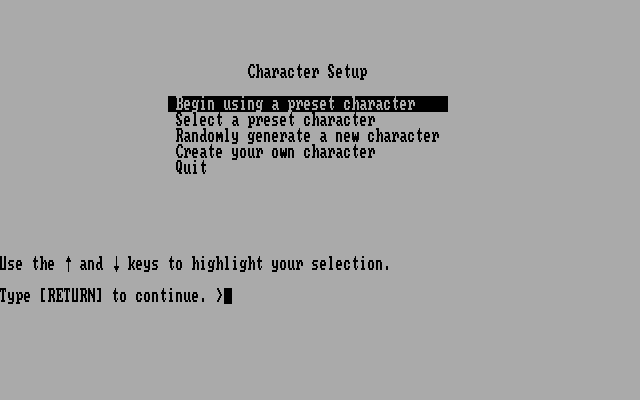 Character Setup
Begin using a preset character
Select a preset character
Randomly generate a new character
Create your own character
Quit
Use the ↑ and ↓ keys to highlight your selection.
Type [RETURN] to continue. >